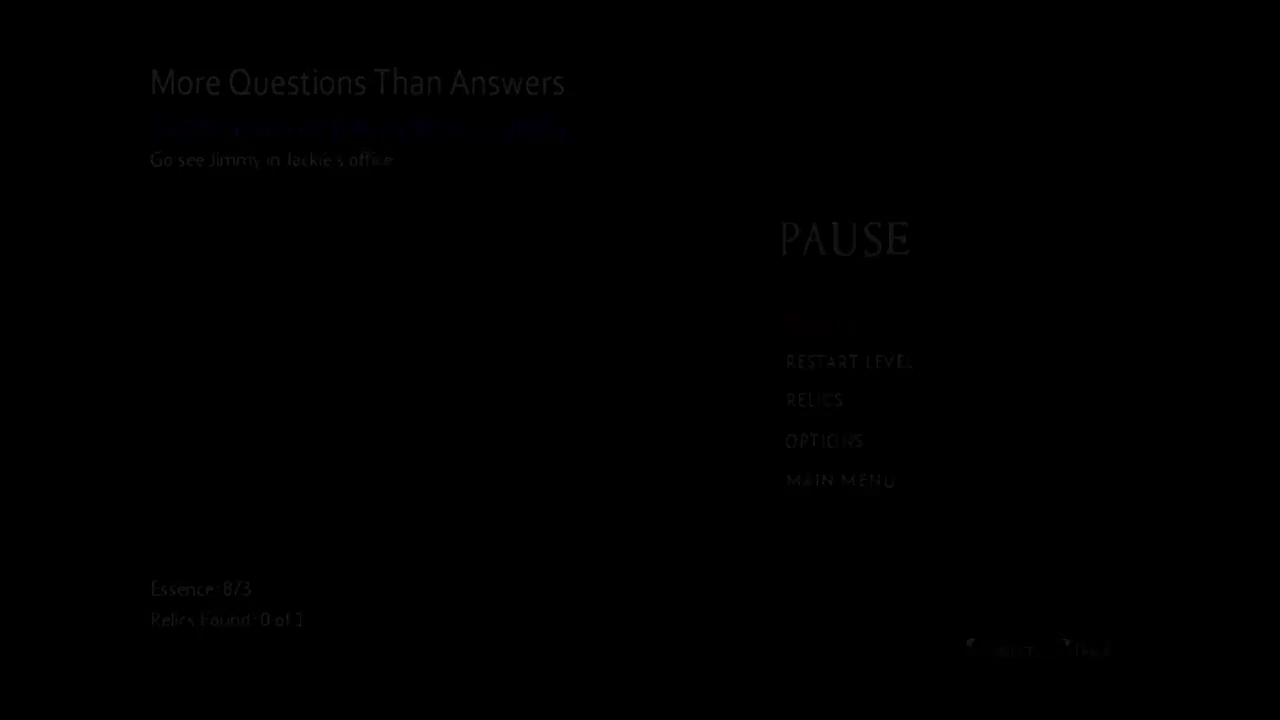 More Questions Than Answers
Go see Jimmy in Jackie's office
PAUSE
RESTART LEVEL
RELICS
OPTIONS
MAIN MENU
Essence: 873
Relics Found: 0 of 1